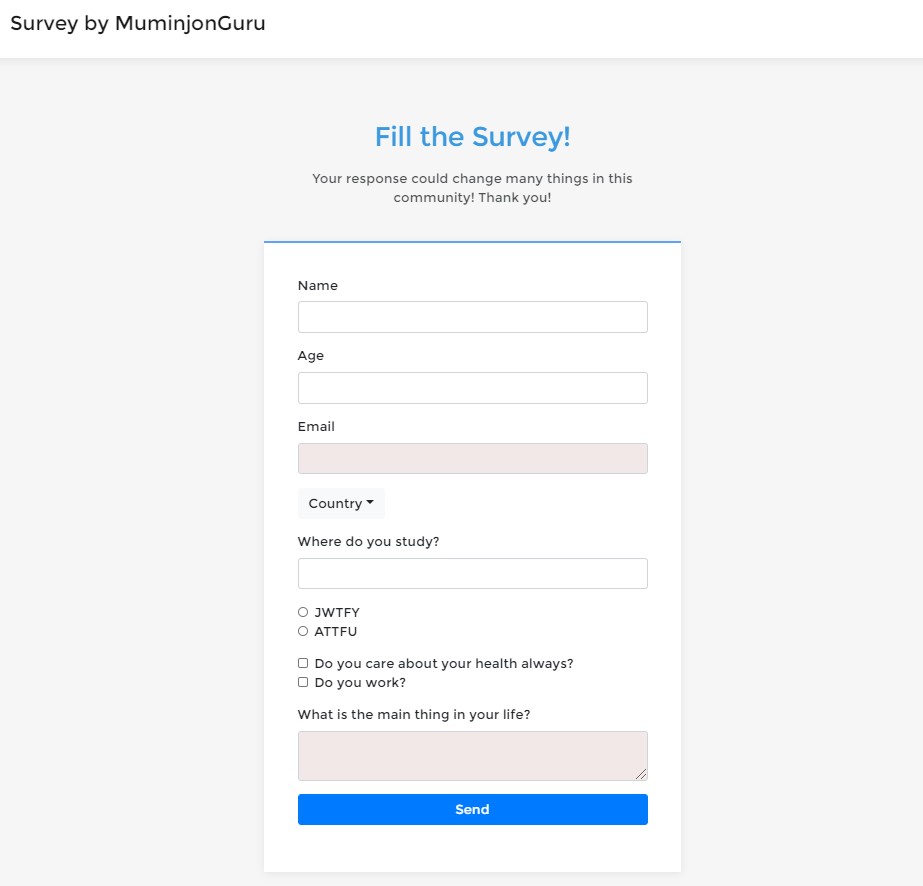 Survey by MuminjonGuru
Fill the Survey!
Your response could change many things in this
community! Thank you!
Name
Age
Email
Country
Where do you study?
JWTFY
ATTFU
Do you care about your health always?
Do you work?
What is the main thing in your life?
Send